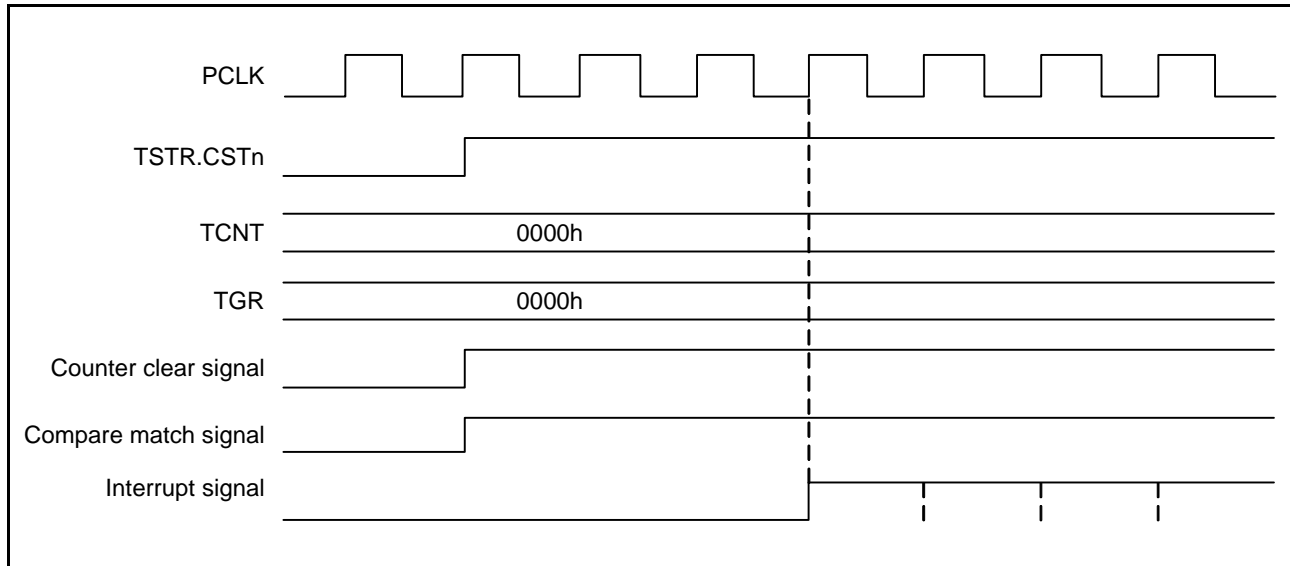 PCLK
TSTR.CSTn
TCNT 0000h
TGR 0000h
Counter clear signal
Compare match signal
Interrupt signal